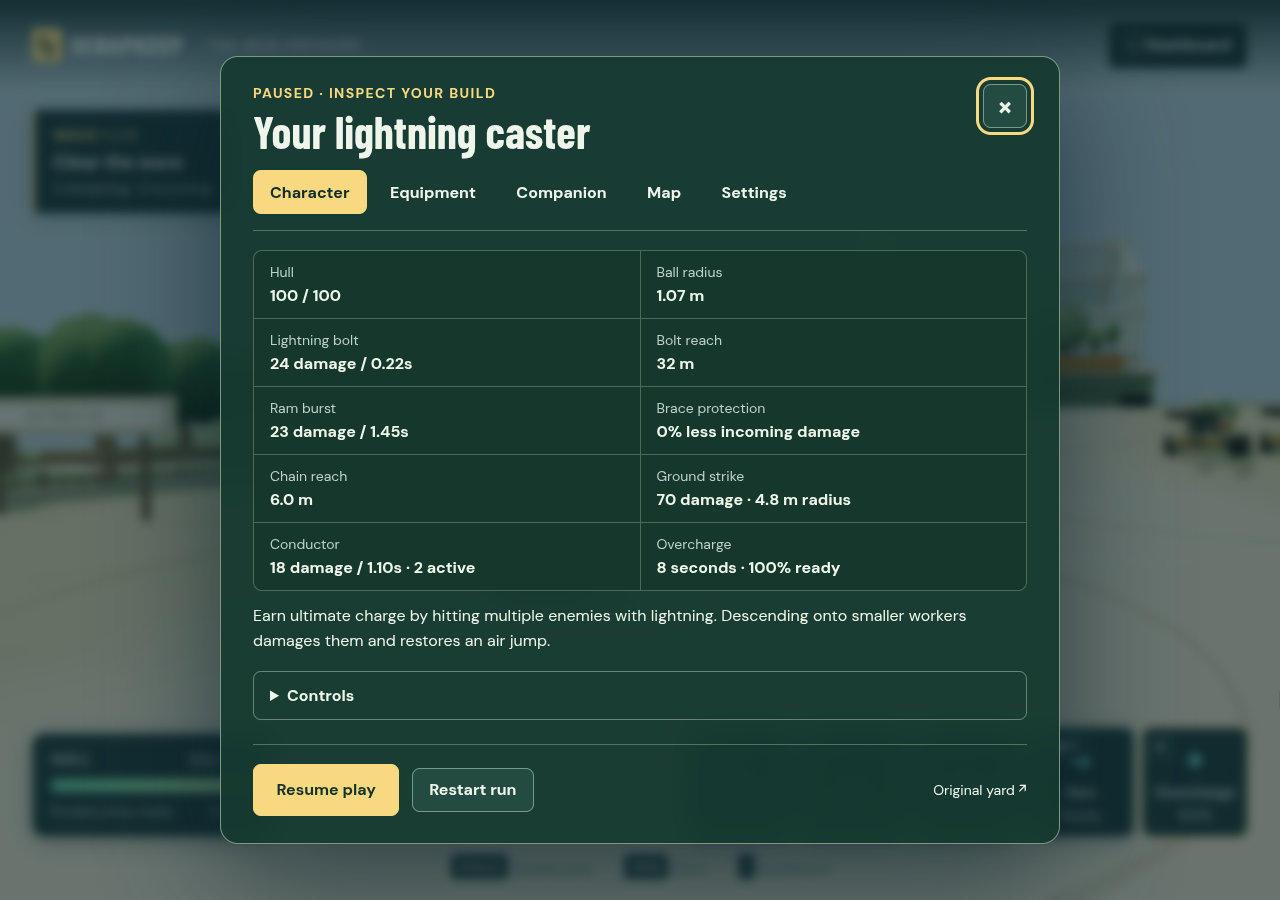 PAUSED · INSPECT YOUR BUILD
Your lightning caster
×
Character
Equipment
Companion
Map
Settings
Hull
100 / 100
Ball radius
1.07 m
Lightning bolt
24 damage / 0.22s
Bolt reach
32 m
Ram burst
23 damage / 1.45s
Brace protection
0% less incoming damage
Chain reach
6.0 m
Ground strike
70 damage · 4.8 m radius
Conductor
18 damage / 1.10s · 2 active
Overcharge
8 seconds · 100% ready
Earn ultimate charge by hitting multiple enemies with lightning. Descending onto smaller workers
damages them and restores an air jump.
▶ Controls
Resume play
Restart run
Original yard ↗